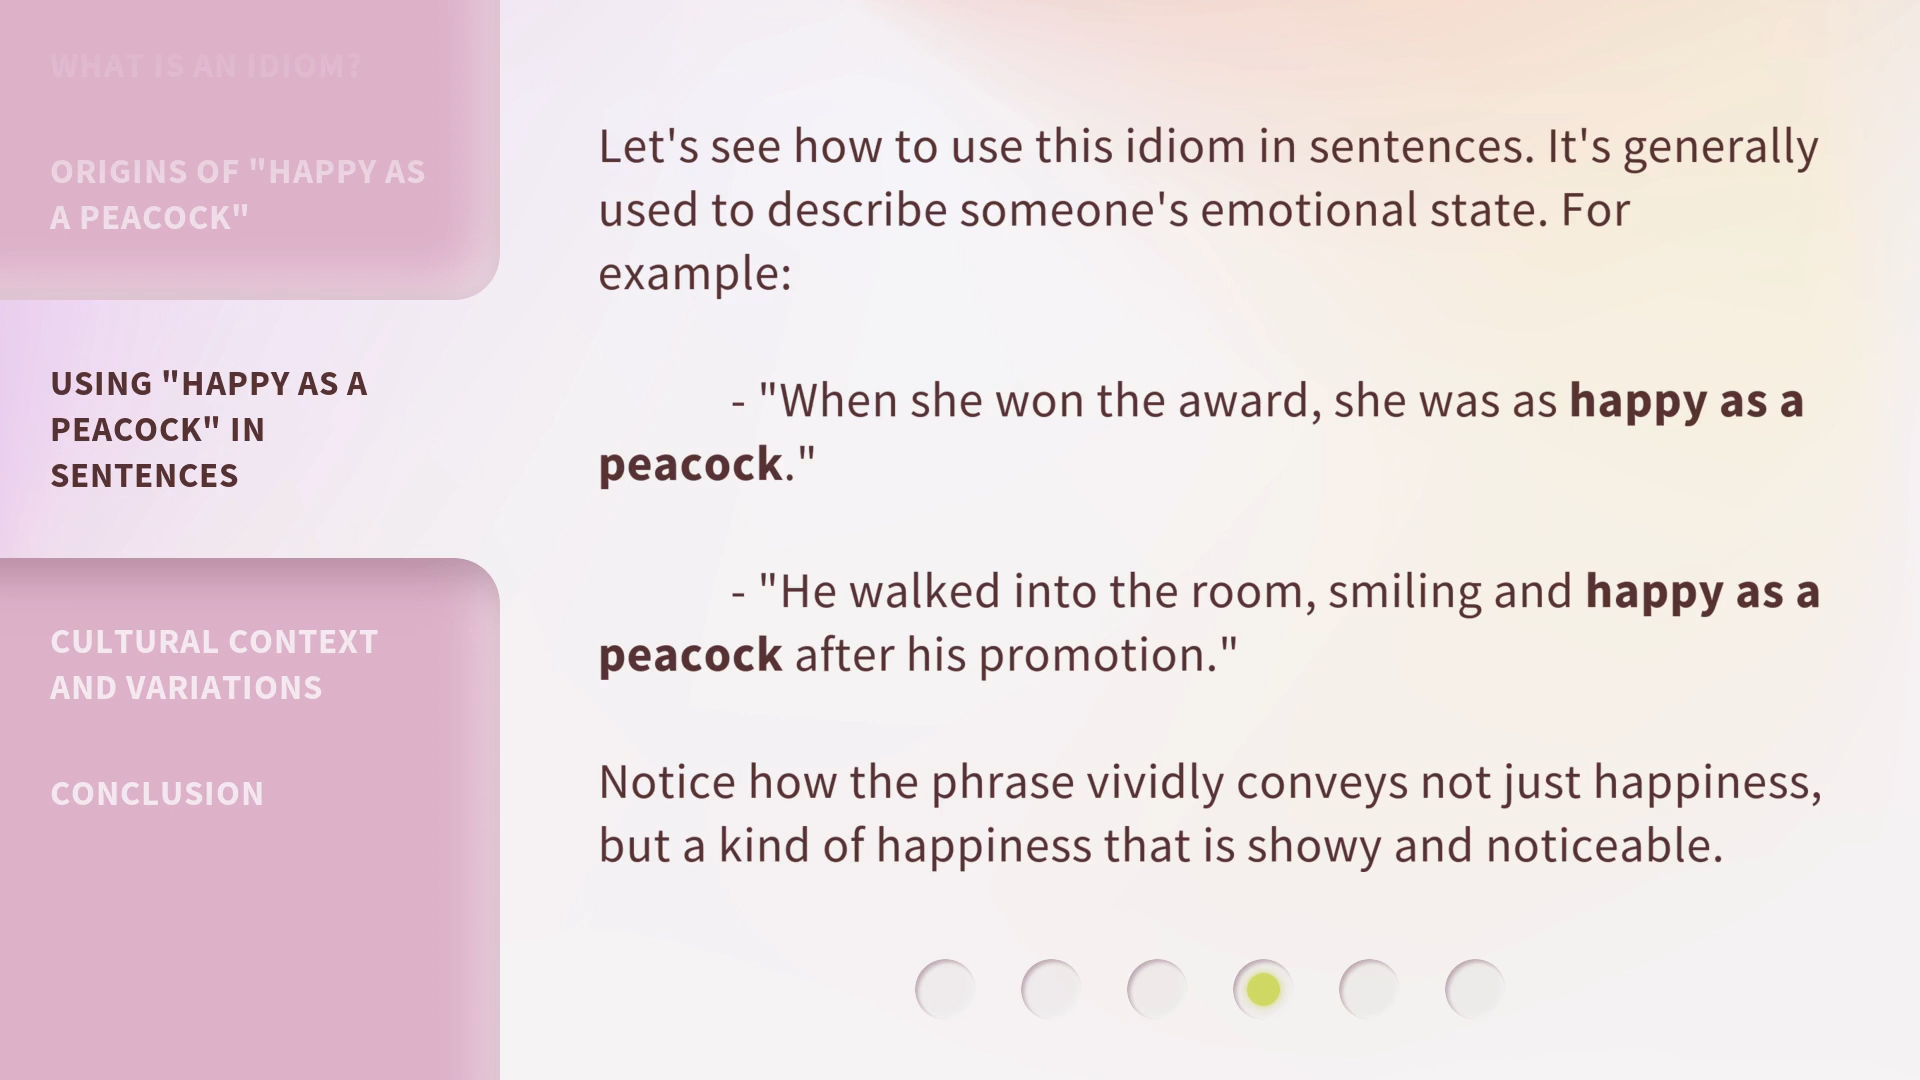 WHAT IS AN IDIOM?
ORIGINS OF "HAPPY AS
A PEACOCK"
USING "HAPPY AS A
PEACOCK" IN
SENTENCES
CULTURAL CONTEXT
AND VARIATIONS
CONCLUSION
Let's see how to use this idiom in sentences. It's generally
used to describe someone's emotional state. For
example:
- "When she won the award, she was as happy as a
peacock."
- "He walked into the room, smiling and happy as a
peacock after his promotion."
Notice how the phrase vividly conveys not just happiness,
but a kind of happiness that is showy and noticeable.